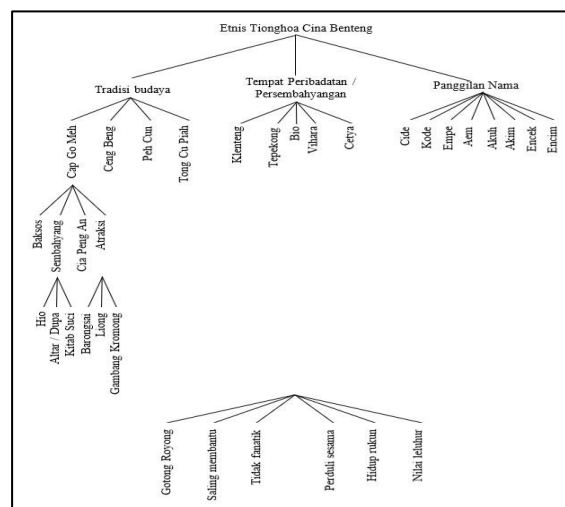 Etnis Tionghoa Cina Benteng
Tradisi budaya
Tempat Peribadatan /
Persembahyangan
Panggilan Nama
Cap Go Meh
Ceng Beng
Peh Cun
Tong Cu Piah
Klenteng
Tepekong
Bio
Vihara
Cetya
Cide
Kode
Empe
Aem
Akuh
Akim
Encek
Encim
Baksos
Sembahyang
Cia Peng An
Atraksi
Hio
Altar / Dupa
Kitab Suci
Barongsai
Liong
Gambang Kromong
Gotong Royong
Saling membantu
Tidak fanatik
Perduli sesama
Hidup rukun
Nilai leluhur